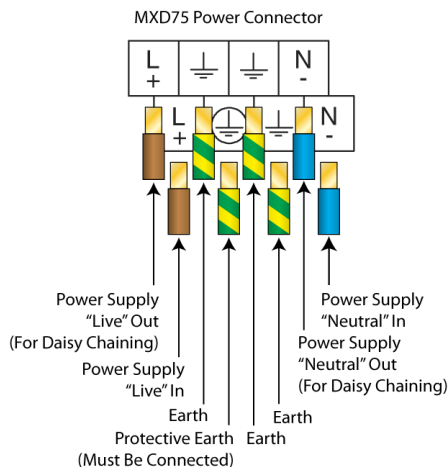 MXD75 Power Connector
L N
+ -
L N
+ -
Power Supply
“Live” Out
(For Daisy Chaining)
Power Supply
“Live” In
Earth
Protective Earth
(Must Be Connected)
Earth
Earth
Power Supply
“Neutral” In
Power Supply
“Neutral” Out
(For Daisy Chaining)